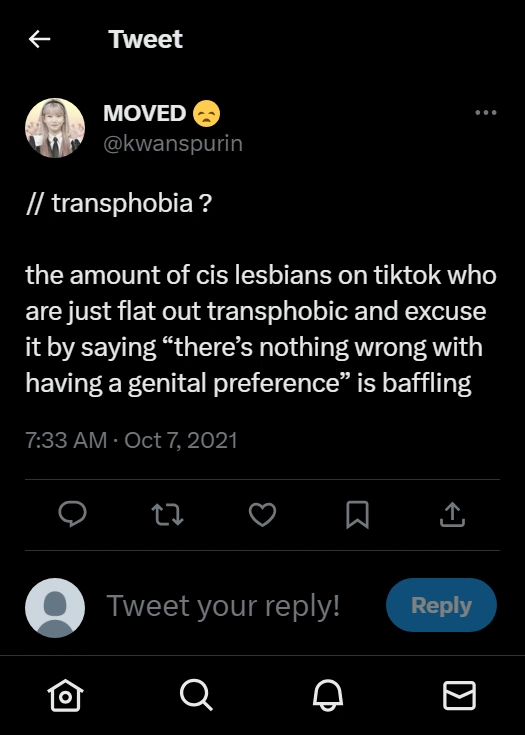 Tweet
MOVED 😞
@kwanspurin
// transphobia ?
the amount of cis lesbians on tiktok who
are just flat out transphobic and excuse
it by saying “there’s nothing wrong with
having a genital preference” is baffling
7:33 AM · Oct 7, 2021
Tweet your reply!
Reply